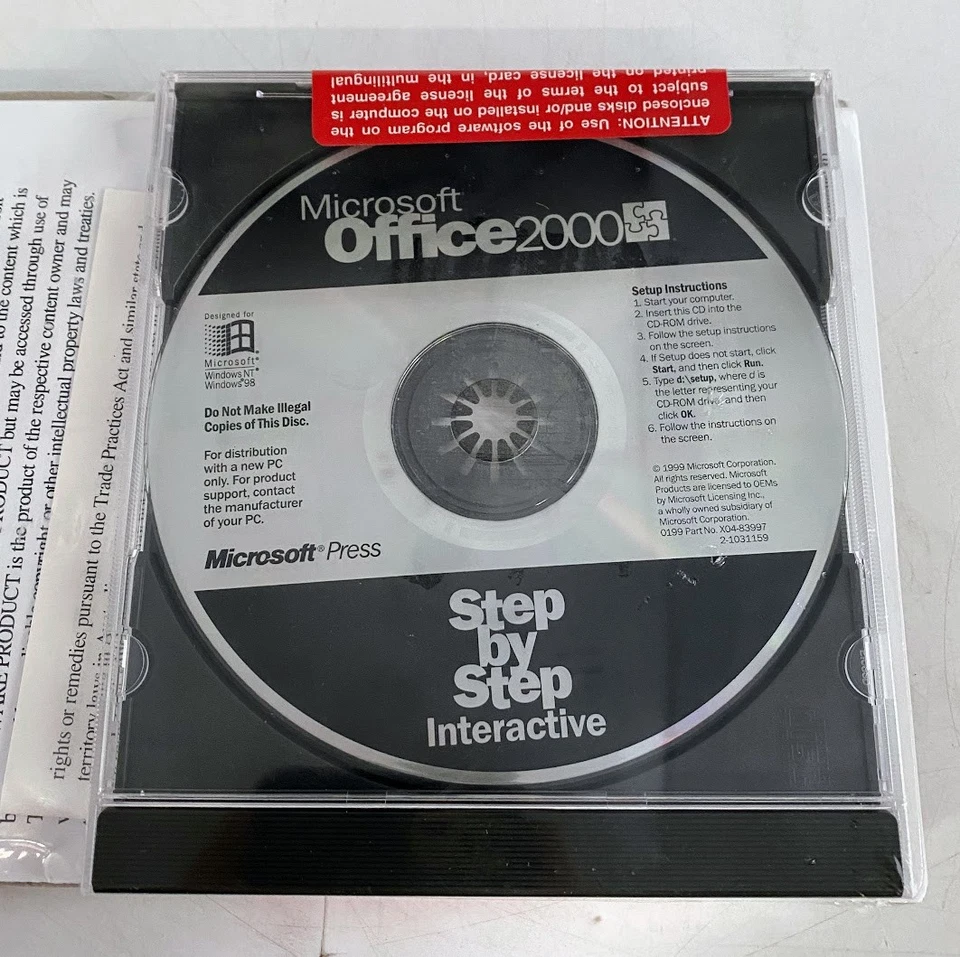 ATTENTION: Use of the software program on the
enclosed disks and/or installed on the computer is
subject to the terms of the license agreement
printed on the license card, in the multilingual
Microsoft
Office2000
Designed for
Microsoft®
Windows NT®
Windows®98
Do Not Make Illegal
Copies of This Disc.
For distribution
with a new PC
only. For product
support, contact
the manufacturer
of your PC.
Microsoft® Press
Setup Instructions
1. Start your computer.
2. Insert this CD into the
CD-ROM drive.
3. Follow the setup instructions
on the screen.
4. If Setup does not start, click
Start, and then click Run.
5. Type d:\setup, where d is
the letter representing your
CD-ROM drive, and then
click OK.
6. Follow the instructions on
the screen.
© 1999 Microsoft Corporation.
All rights reserved. Microsoft
Products are licensed to OEMs
by Microsoft Licensing Inc.,
a wholly owned subsidiary of
Microsoft Corporation.
0199 Part No. X04-83997
2-1031159
Step
by
Step
Interactive
to the content which is
PRODUCT but may be accessed through use of
PRODUCT is the product of the respective content owner and may
copyright or other intellectual property laws and treaties.
rights or remedies pursuant to the Trade Practices Act and similar state and
territory laws in